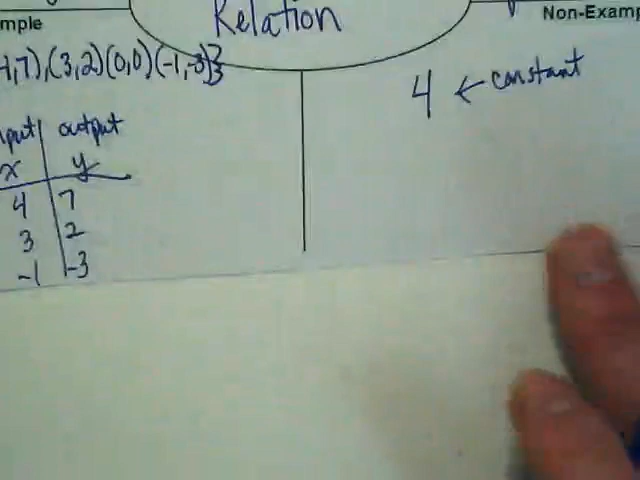 Relation
mple
Non-Examp
4,7),(3,2)(0,0)(-1,-3)}
4 ← constant
put output
x y
4 7
3 2
-1 -3